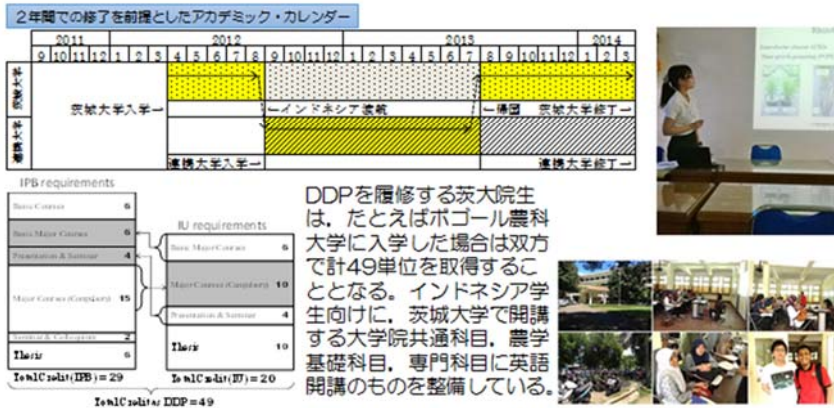 ２年間での修了を前提としたアカデミック・カレンダー
2011 2012 2013 2014
9 10 11 12 1 2 3 4 5 6 7 8 9 10 11 12 1 2 3 4 5 6 7 8 9 10 11 12 1 2 3
茨城大学
茨城大学入学→ ←インドネシア渡航 ←帰国 茨城大学修了→
連携大学
連携大学入学→ 連携大学修了→
IPB requirements
Basic Courses 6
Basic Major Courses 6
Presentation & Seminar 4
Major Courses (Compulsory) 15
Seminar & Colloquium 2
Thesis 6
Total Credit (IPB) = 29
IU requirements
Basic Major Courses 6
Major Courses (Compulsory) 10
Presentation & Seminar 4
Thesis 10
Total Credit (IU) = 20
Total Credit as DDP = 49
DDPを履修する茨大院生
は，たとえばボゴール農科
大学に入学した場合は双方
で計49単位を取得するこ
ととなる。インドネシア学
生向けに，茨城大学で開講
する大学院共通科目，農学
基礎科目，専門科目に英語
開講のものを整備している。